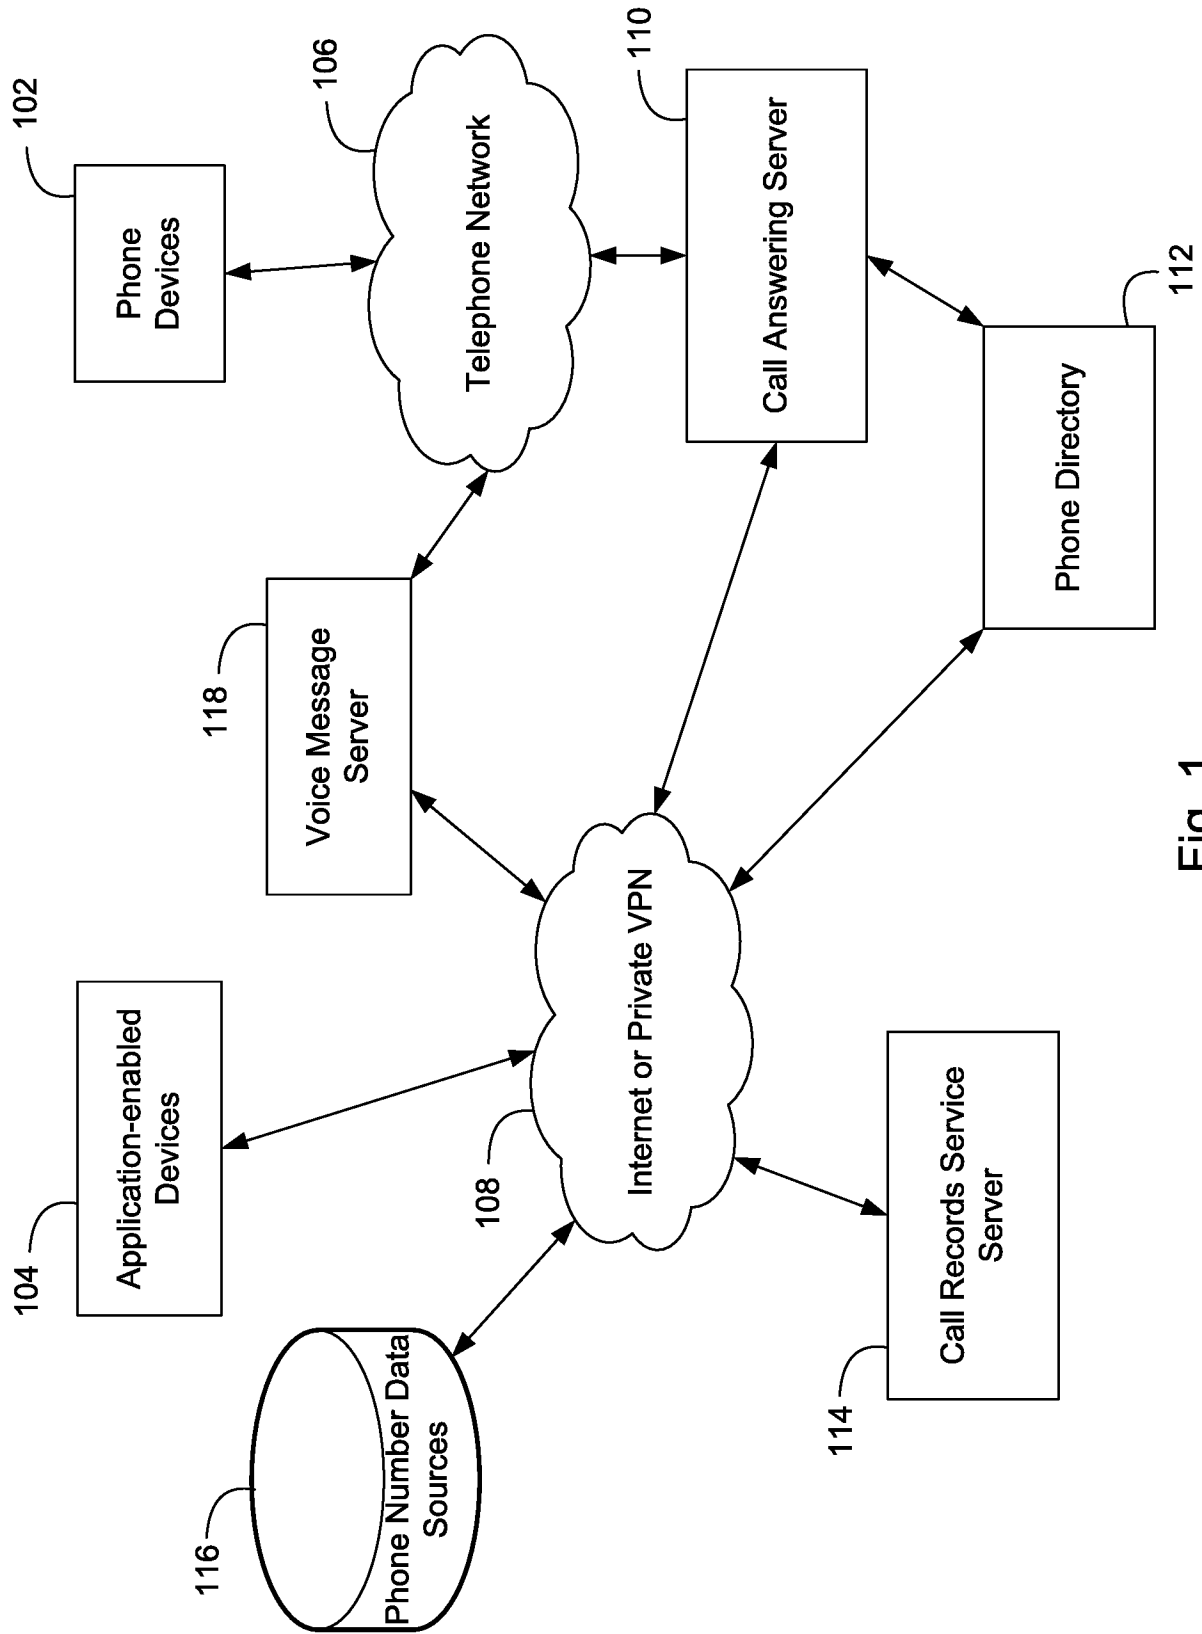 104
Application-enabled
Devices
102
Phone
Devices
116
Phone Number Data
Sources
118
Voice Message
Server
106
Telephone Network
108
Internet or Private VPN
110
Call Answering Server
114
Call Records Service
Server
112
Phone Directory
Fig. 1